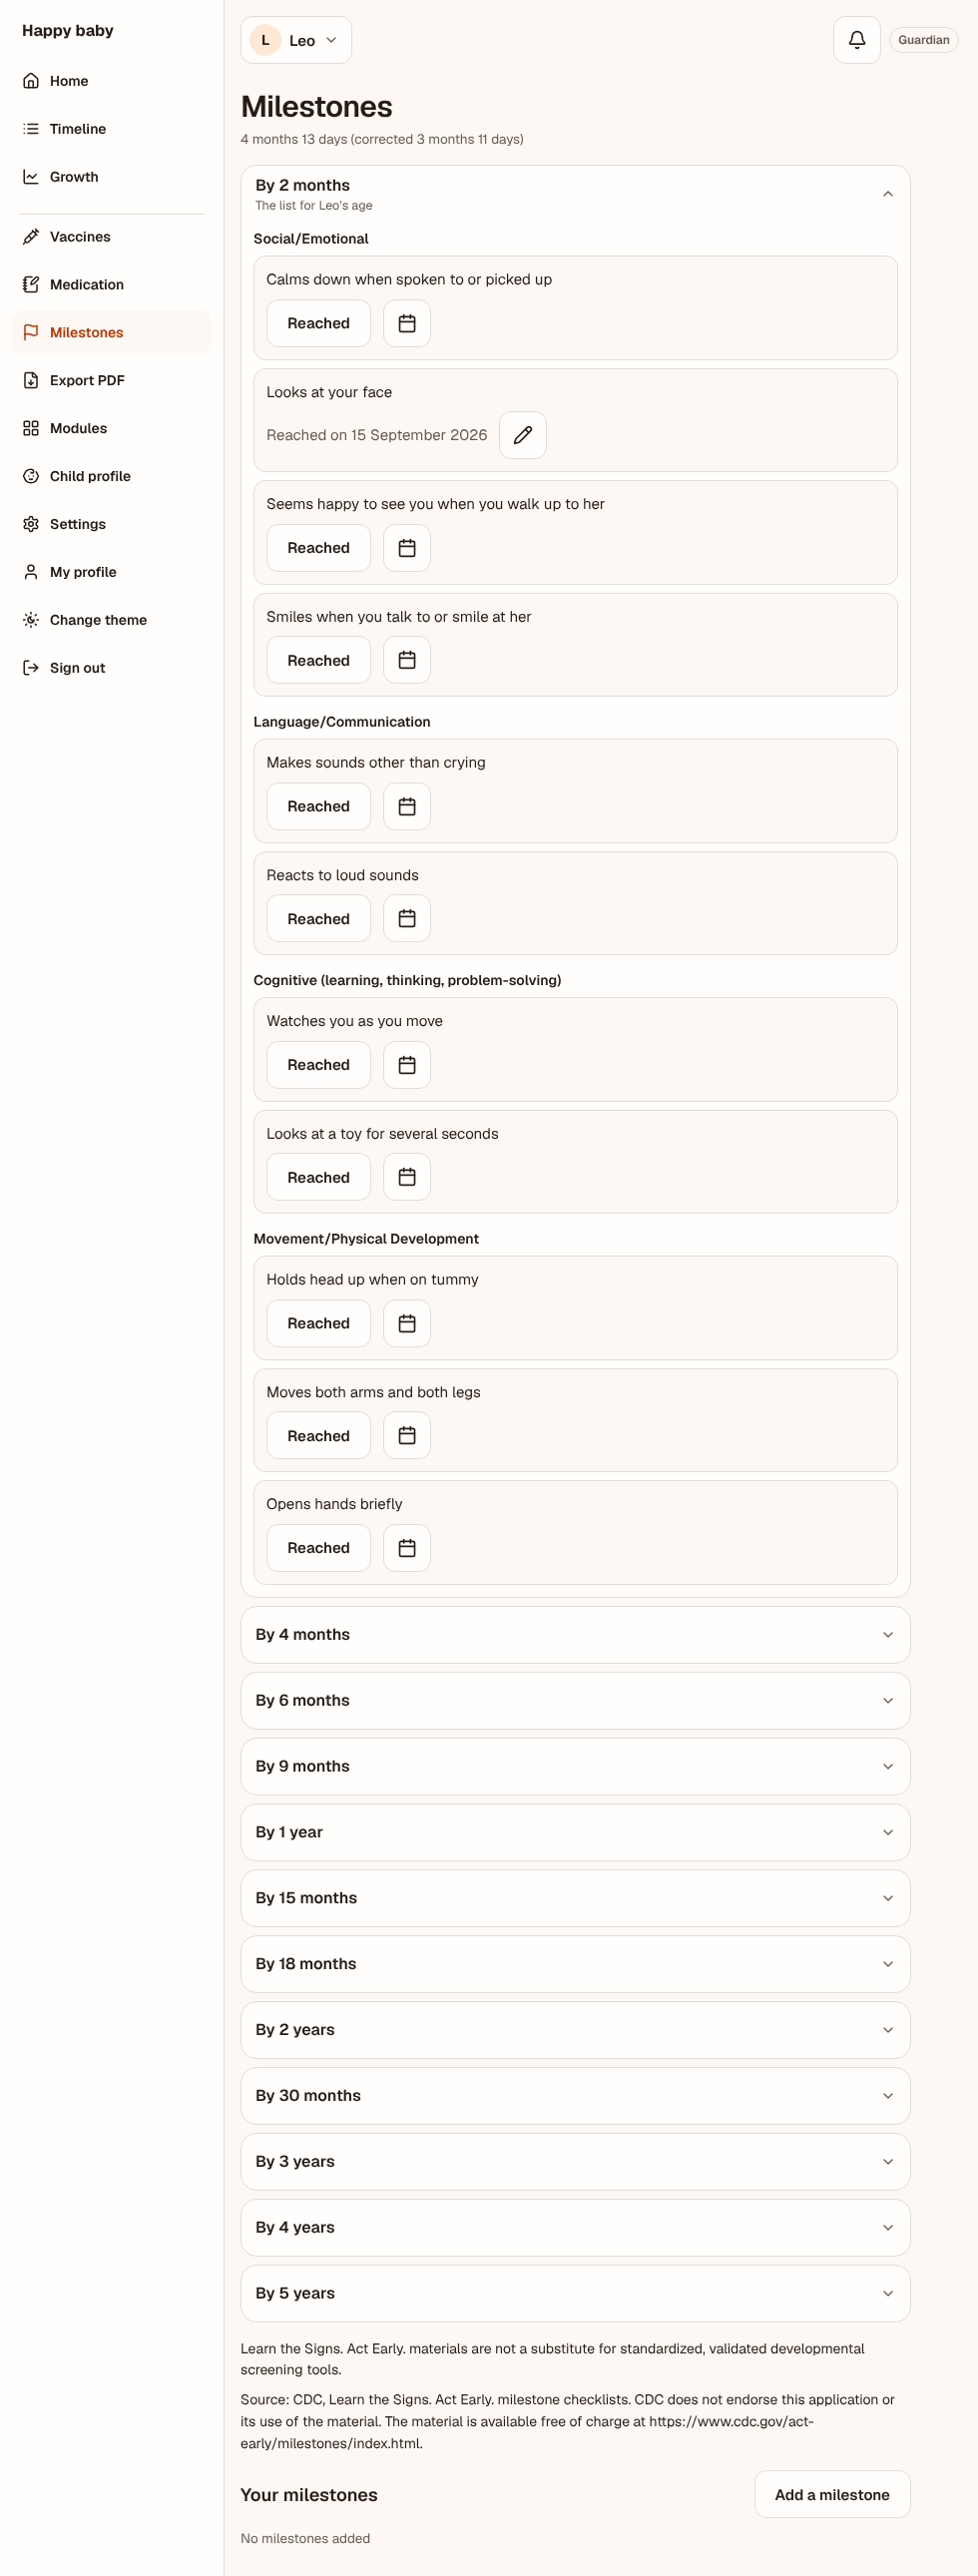 Happy baby
Home
Timeline
Growth
Vaccines
Medication
Milestones
Export PDF
Modules
Child profile
Settings
My profile
Change theme
Sign out
L Leo
Guardian
Milestones
4 months 13 days (corrected 3 months 11 days)
By 2 months
The list for Leo's age
Social/Emotional
Calms down when spoken to or picked up
Reached
Looks at your face
Reached on 15 September 2026
Seems happy to see you when you walk up to her
Reached
Smiles when you talk to or smile at her
Reached
Language/Communication
Makes sounds other than crying
Reached
Reacts to loud sounds
Reached
Cognitive (learning, thinking, problem-solving)
Watches you as you move
Reached
Looks at a toy for several seconds
Reached
Movement/Physical Development
Holds head up when on tummy
Reached
Moves both arms and both legs
Reached
Opens hands briefly
Reached
By 4 months
By 6 months
By 9 months
By 1 year
By 15 months
By 18 months
By 2 years
By 30 months
By 3 years
By 4 years
By 5 years
Learn the Signs. Act Early. materials are not a substitute for standardized, validated developmental
screening tools.
Source: CDC, Learn the Signs. Act Early. milestone checklists. CDC does not endorse this application or
its use of the material. The material is available free of charge at https://www.cdc.gov/act-
early/milestones/index.html.
Your milestones
Add a milestone
No milestones added